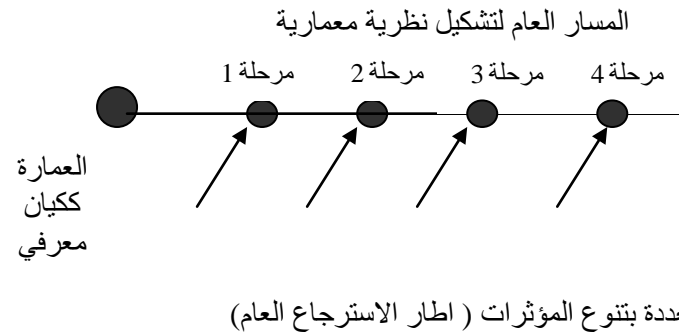 المسار العام لتشكيل نظرية معمارية
مرحلة 1 مرحلة 2 مرحلة 3 مرحلة 4
العمارة
ككيان
معرفي
بتنوع المؤثرات ( اطار الاسترجاع العام)